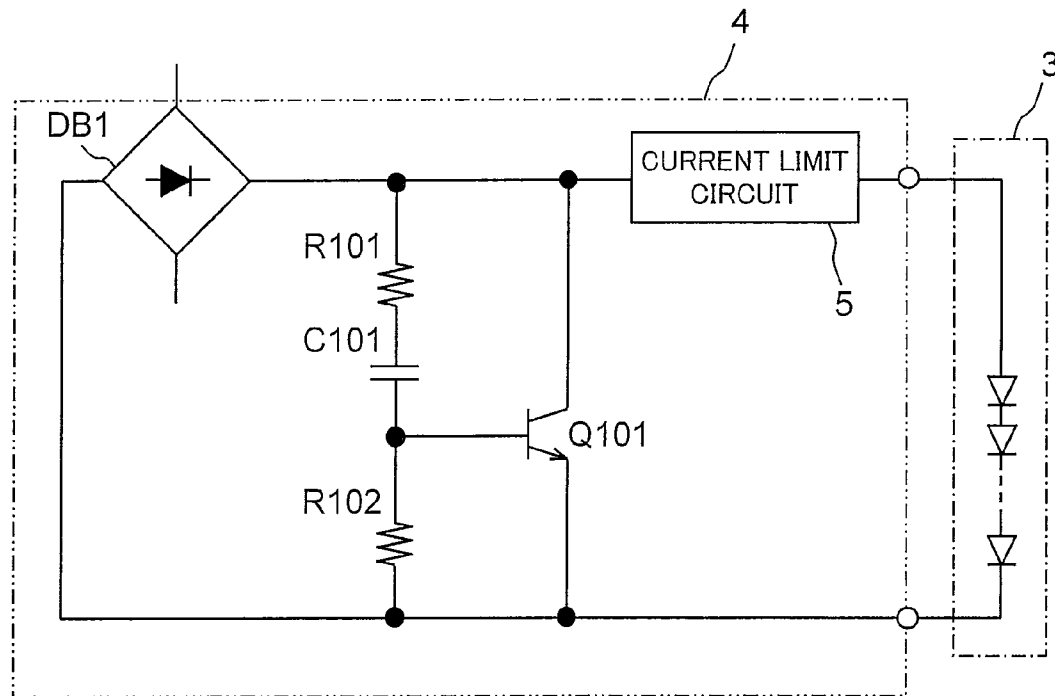 4
3
DB1
CURRENT LIMIT
CIRCUIT
5
R101
C101
Q101
R102